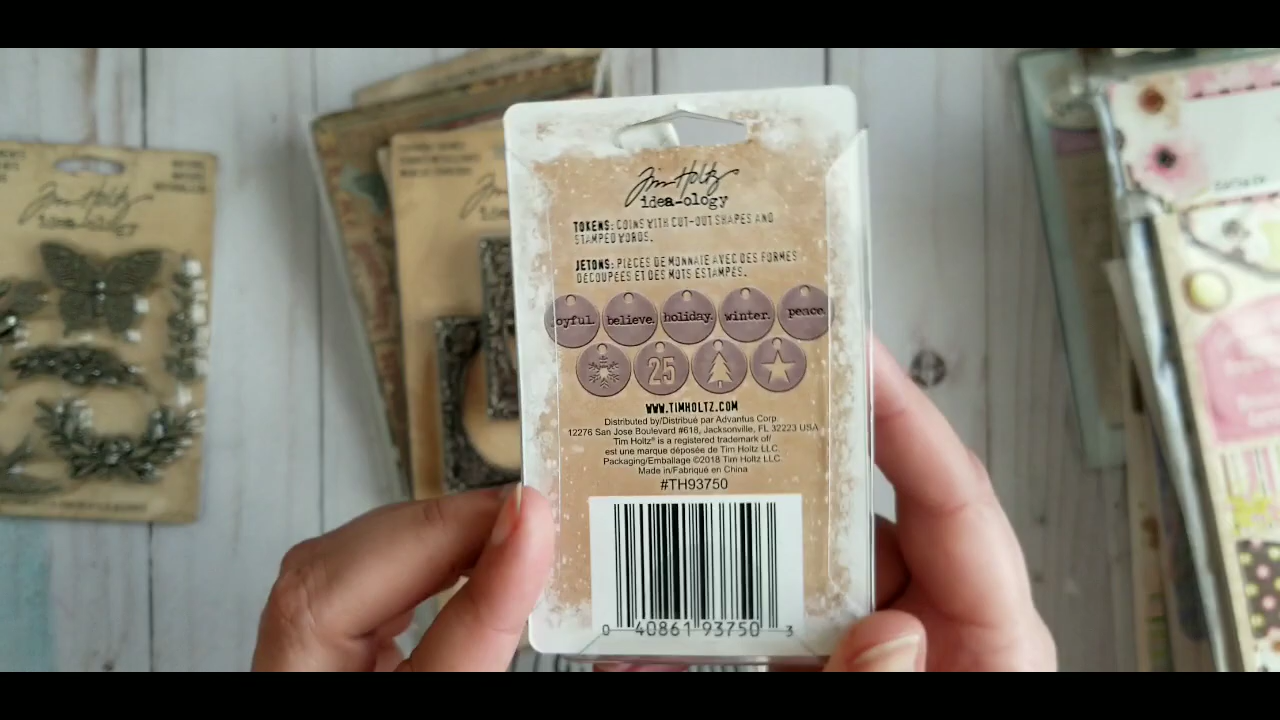 Tim Holtz
idea-ology
TOKENS: COINS WITH CUT-OUT SHAPES AND
STAMPED WORDS.
JETONS: PIÈCES DE MONNAIE AVEC DES FORMES
DÉCOUPÉES ET DES MOTS ESTAMPÉS.
joyful. believe. holiday. winter. peace.
25
WWW.TIMHOLTZ.COM
Distributed by/Distribué par Advantus Corp.
12276 San Jose Boulevard #618, Jacksonville, FL 32223 USA
Tim Holtz® is a registered trademark of/
est une marque déposée de Tim Holtz LLC.
Packaging/Emballage ©2018 Tim Holtz LLC.
Made in/Fabriqué en China
#TH93750
0 40861 93750 3
Tim Holtz
idea-ology